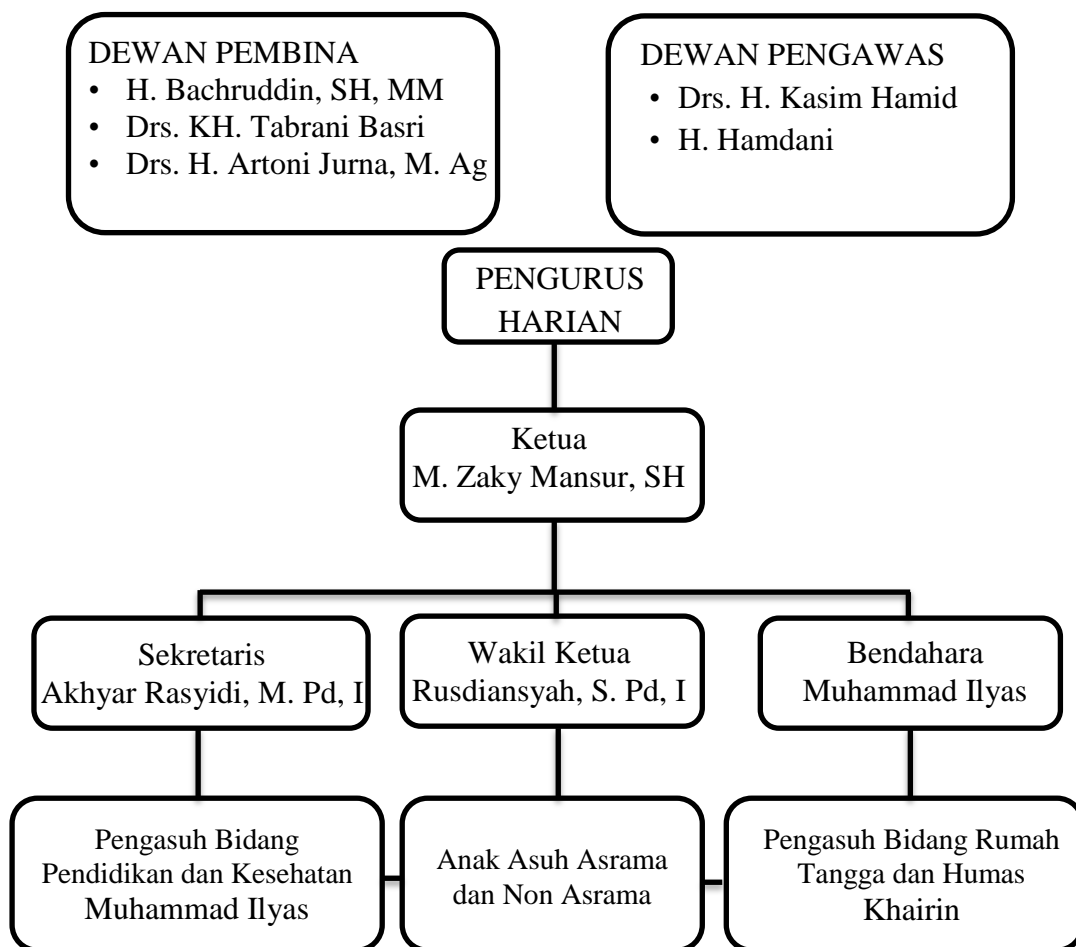 DEWAN PEMBINA
• H. Bachruddin, SH, MM
• Drs. KH. Tabrani Basri
• Drs. H. Artoni Jurna, M. Ag
DEWAN PENGAWAS
• Drs. H. Kasim Hamid
• H. Hamdani
PENGURUS
HARIAN
Ketua
M. Zaky Mansur, SH
Sekretaris
Akhyar Rasyidi, M. Pd, I
Wakil Ketua
Rusdiansyah, S. Pd, I
Bendahara
Muhammad Ilyas
Pengasuh Bidang
Pendidikan dan Kesehatan
Muhammad Ilyas
Anak Asuh Asrama
dan Non Asrama
Pengasuh Bidang Rumah
Tangga dan Humas
Khairin